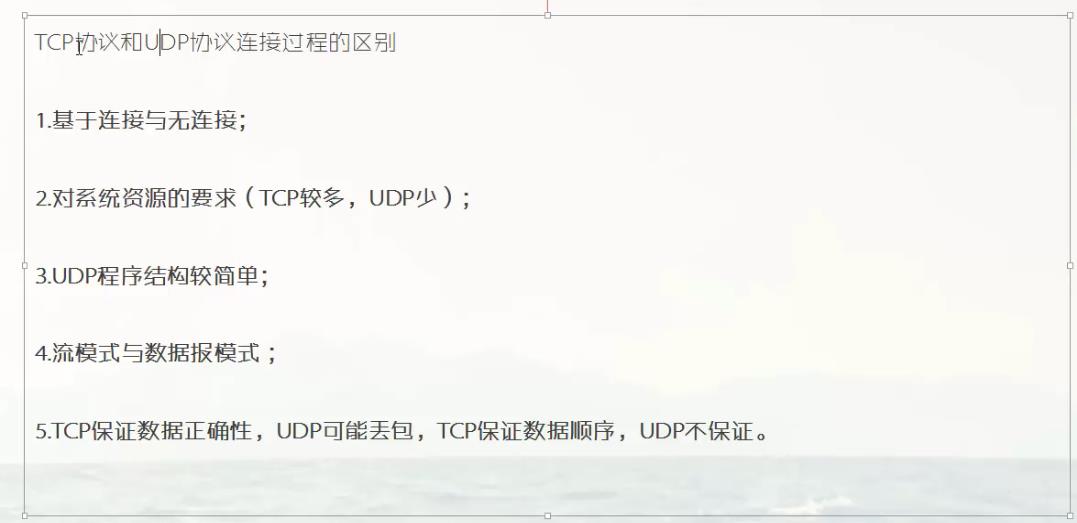 TCP协议和UDP协议连接过程的区别
1.基于连接与无连接；
2.对系统资源的要求（TCP较多，UDP少）；
3.UDP程序结构较简单；
4.流模式与数据报模式 ；
5.TCP保证数据正确性，UDP可能丢包，TCP保证数据顺序，UDP不保证。